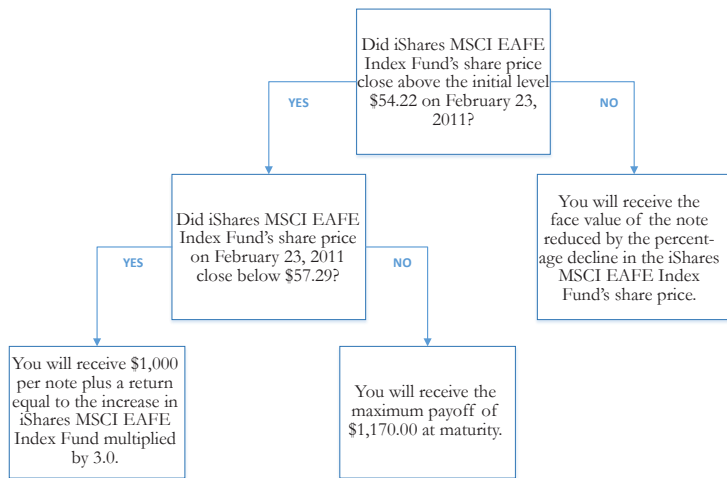 Did iShares MSCI EAFE
Index Fund's share price
close above the initial level
$54.22 on February 23,
2011?
YES
NO
Did iShares MSCI EAFE
Index Fund's share price
on February 23, 2011
close below $57.29?
You will receive the
face value of the note
reduced by the percent-
age decline in the iShares
MSCI EAFE Index
Fund's share price.
YES
NO
You will receive $1,000
per note plus a return
equal to the increase in
iShares MSCI EAFE
Index Fund multiplied
by 3.0.
You will receive the
maximum payoff of
$1,170.00 at maturity.